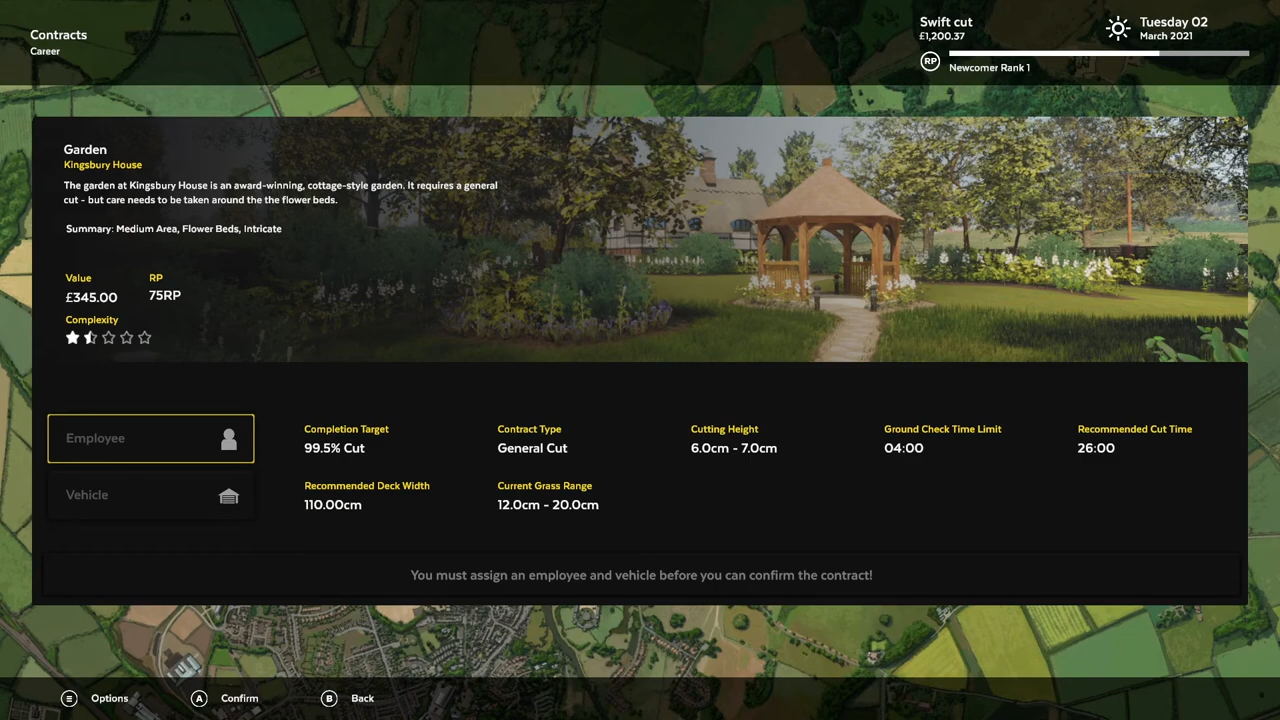 Contracts
Career
Swift cut
£1,200.37
Tuesday 02
March 2021
RP
Newcomer Rank 1
Garden
Kingsbury House
The garden at Kingsbury House is an award-winning, cottage-style garden. It requires a general
cut - but care needs to be taken around the the flower beds.
Summary: Medium Area, Flower Beds, Intricate
Value
RP
£345.00
75RP
Complexity
Employee
Vehicle
Completion Target
Contract Type
Cutting Height
Ground Check Time Limit
Recommended Cut Time
99.5% Cut
General Cut
6.0cm - 7.0cm
04:00
26:00
Recommended Deck Width
Current Grass Range
110.00cm
12.0cm - 20.0cm
You must assign an employee and vehicle before you can confirm the contract!
Options
A Confirm
B Back